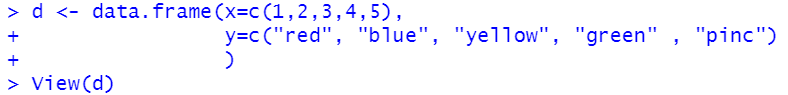 > d <- data.frame(x=c(1,2,3,4,5),
+                 y=c("red", "blue", "yellow", "green" , "pinc")
+                 )
> View(d)